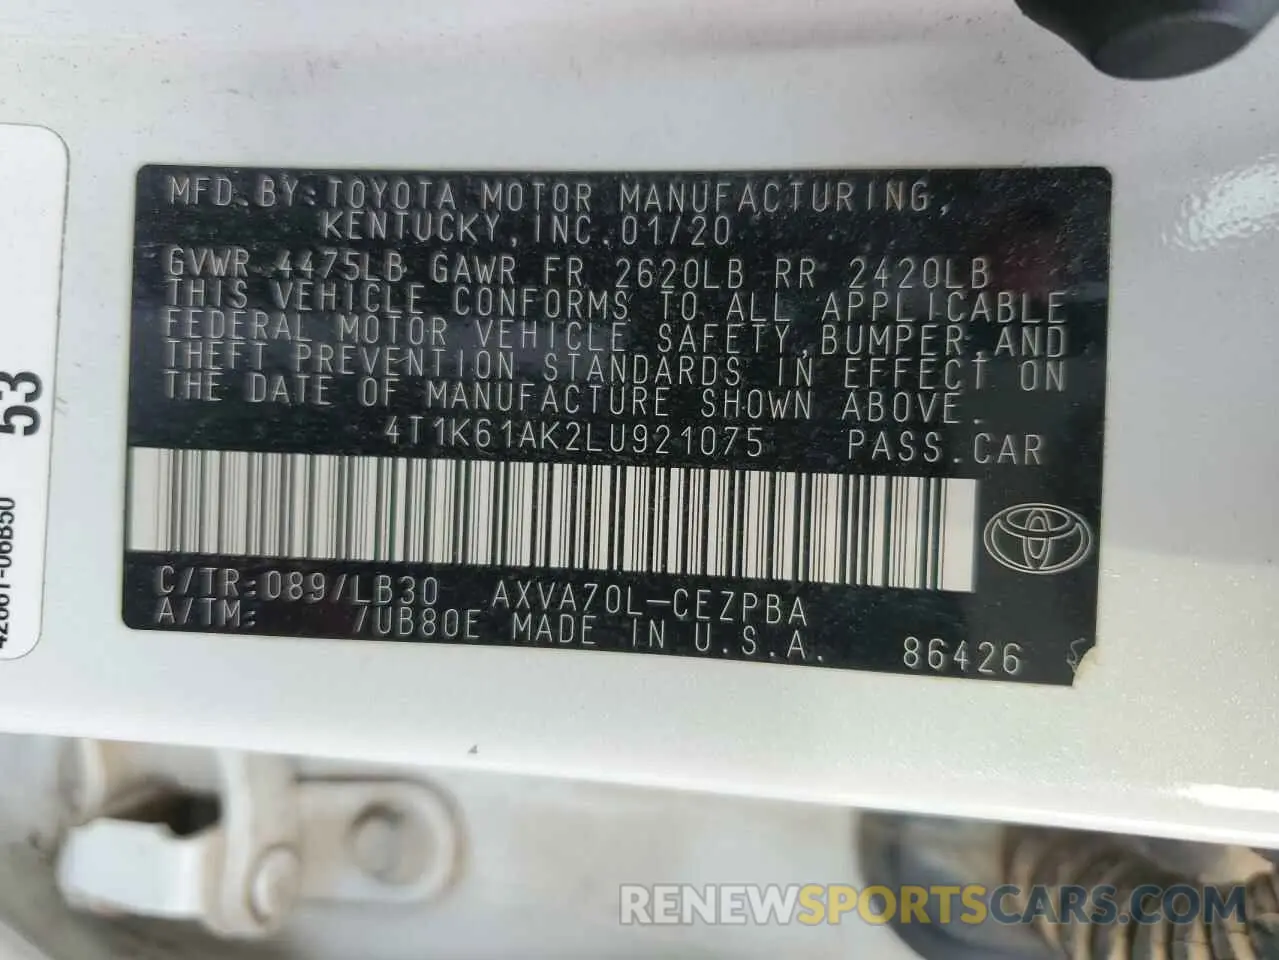 MFD.BY:TOYOTA MOTOR MANUFACTURING,
KENTUCKY,INC.01/20
GVWR 4475LB GAWR FR 2620LB RR 2420LB
THIS VEHICLE CONFORMS TO ALL APPLICABLE
FEDERAL MOTOR VEHICLE SAFETY,BUMPER,AND
THEFT PREVENTION STANDARDS IN EFFECT ON
THE DATE OF MANUFACTURE SHOWN ABOVE.
4T1K61AK2LU921075 PASS.CAR
C/TR:089/LB30 AXVA70L-CEZPBA
A/TM: 7UB80E MADE IN U.S.A. 86426
53
RENEWSPORTSCARS.COM